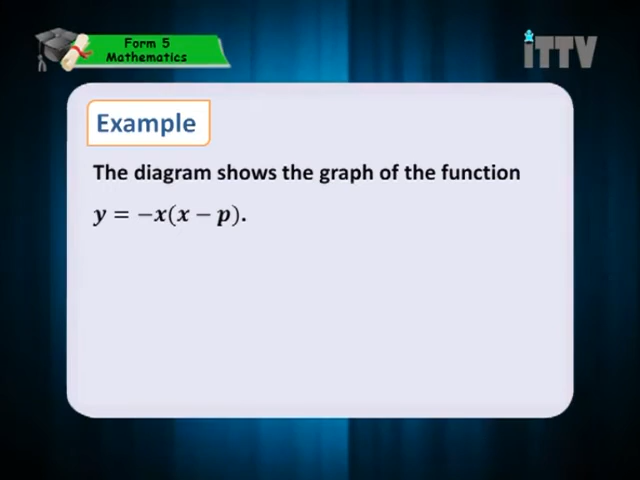 Form 5
Mathematics
iTTV
Example
The diagram shows the graph of the function
y = −x(x − p).